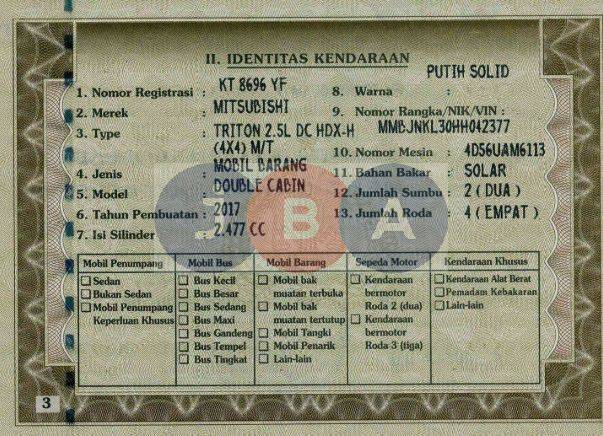 II. IDENTITAS KENDARAAN
1. Nomor Registrasi : KT 8696 YF
2. Merek : MITSUBISHI
3. Type : TRITON 2.5L DC HDX-H
(4X4) M/T
4. Jenis : MOBIL BARANG
5. Model : DOUBLE CABIN
6. Tahun Pembuatan : 2017
7. Isi Silinder : 2.477 CC
PUTIH SOLID
8. Warna :
9. Nomor Rangka/NIK/VIN :
MMBJNKL30HH042377
10. Nomor Mesin : 4D56UAM6113
11. Bahan Bakar : SOLAR
12. Jumlah Sumbu : 2 ( DUA )
13. Jumlah Roda : 4 ( EMPAT )
JBA
Mobil Penumpang
Sedan
Bukan Sedan
Mobil Penumpang
Keperluan Khusus
Mobil Bus
Bus Kecil
Bus Besar
Bus Sedang
Bus Maxi
Bus Gandeng
Bus Tempel
Bus Tingkat
Mobil Barang
Mobil bak
muatan terbuka
Mobil bak
muatan tertutup
Mobil Tangki
Mobil Penarik
Lain-lain
Sepeda Motor
Kendaraan
bermotor
Roda 2 (dua)
Kendaraan
bermotor
Roda 3 (tiga)
Kendaraan Khusus
Kendaraan Alat Berat
Pemadam Kebakaran
Lain-lain
3